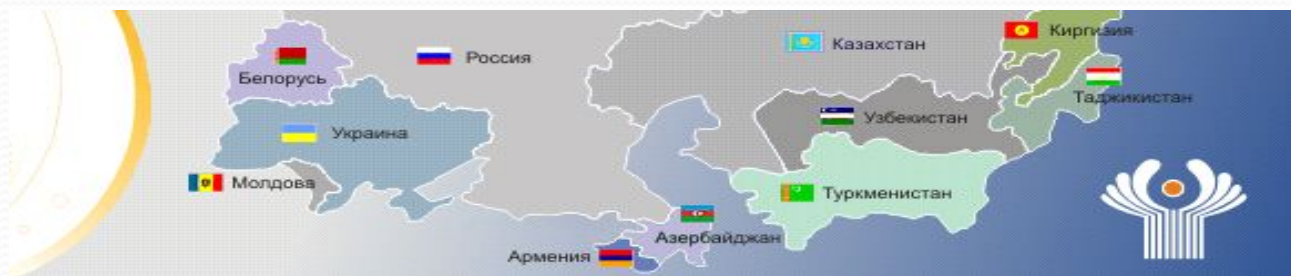 Киргизия
Россия
Казахстан
Белорусь
Таджикистан
Узбекистан
Украина
Молдова
Туркменистан
Азербайджан
Армения